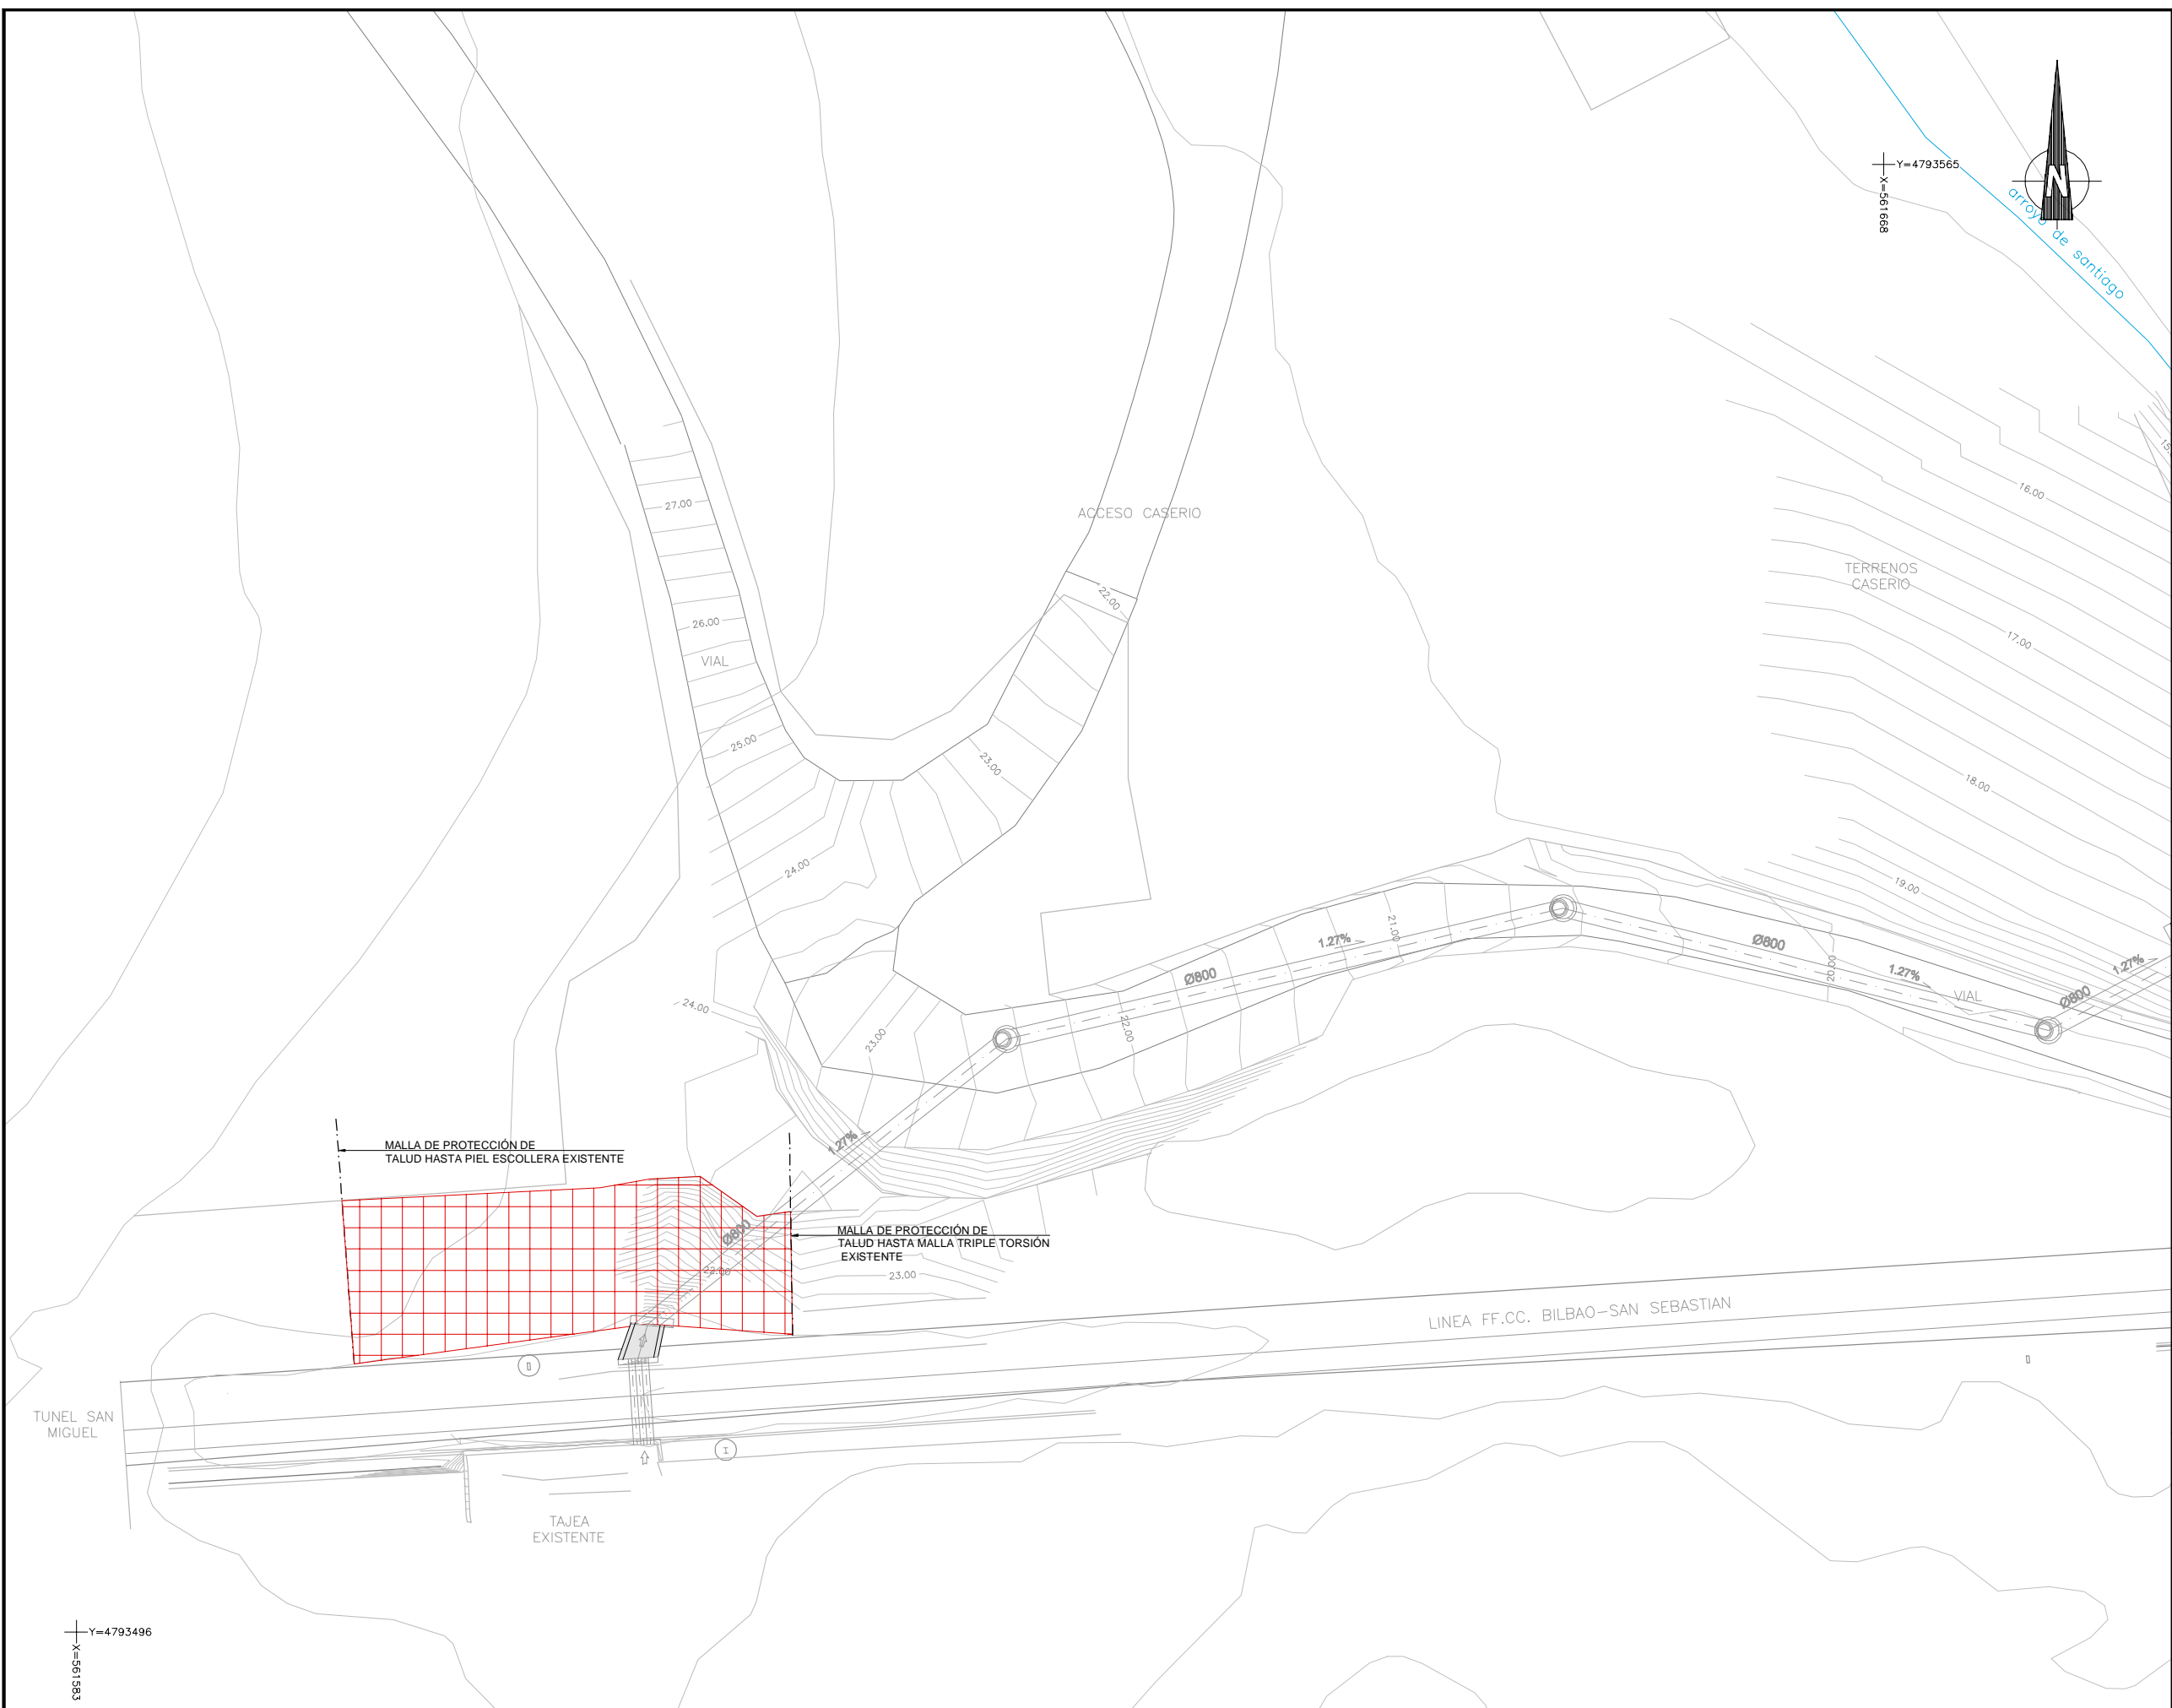 Y=4793565
X=561668
N
arroyo de santiago
27.00
ACCESO CASERIO
16.00
15.
TERRENOS
CASERIO
22.00
26.00
VIAL
17.00
25.00
23.00
18.00
24.00
19.00
21.00
1.27%
Ø800
Ø800
20.00
1.27%
VIAL
1.27%
Ø800
24.00
23.00
22.00
1.27%
MALLA DE PROTECCIÓN DE
TALUD HASTA PIEL ESCOLLERA EXISTENTE
Ø800
MALLA DE PROTECCIÓN DE
TALUD HASTA MALLA TRIPLE TORSIÓN
EXISTENTE
22.00
23.00
LINEA FF.CC. BILBAO-SAN SEBASTIAN
D
TUNEL SAN
MIGUEL
I
TAJEA
EXISTENTE
Y=4793496
X=561583